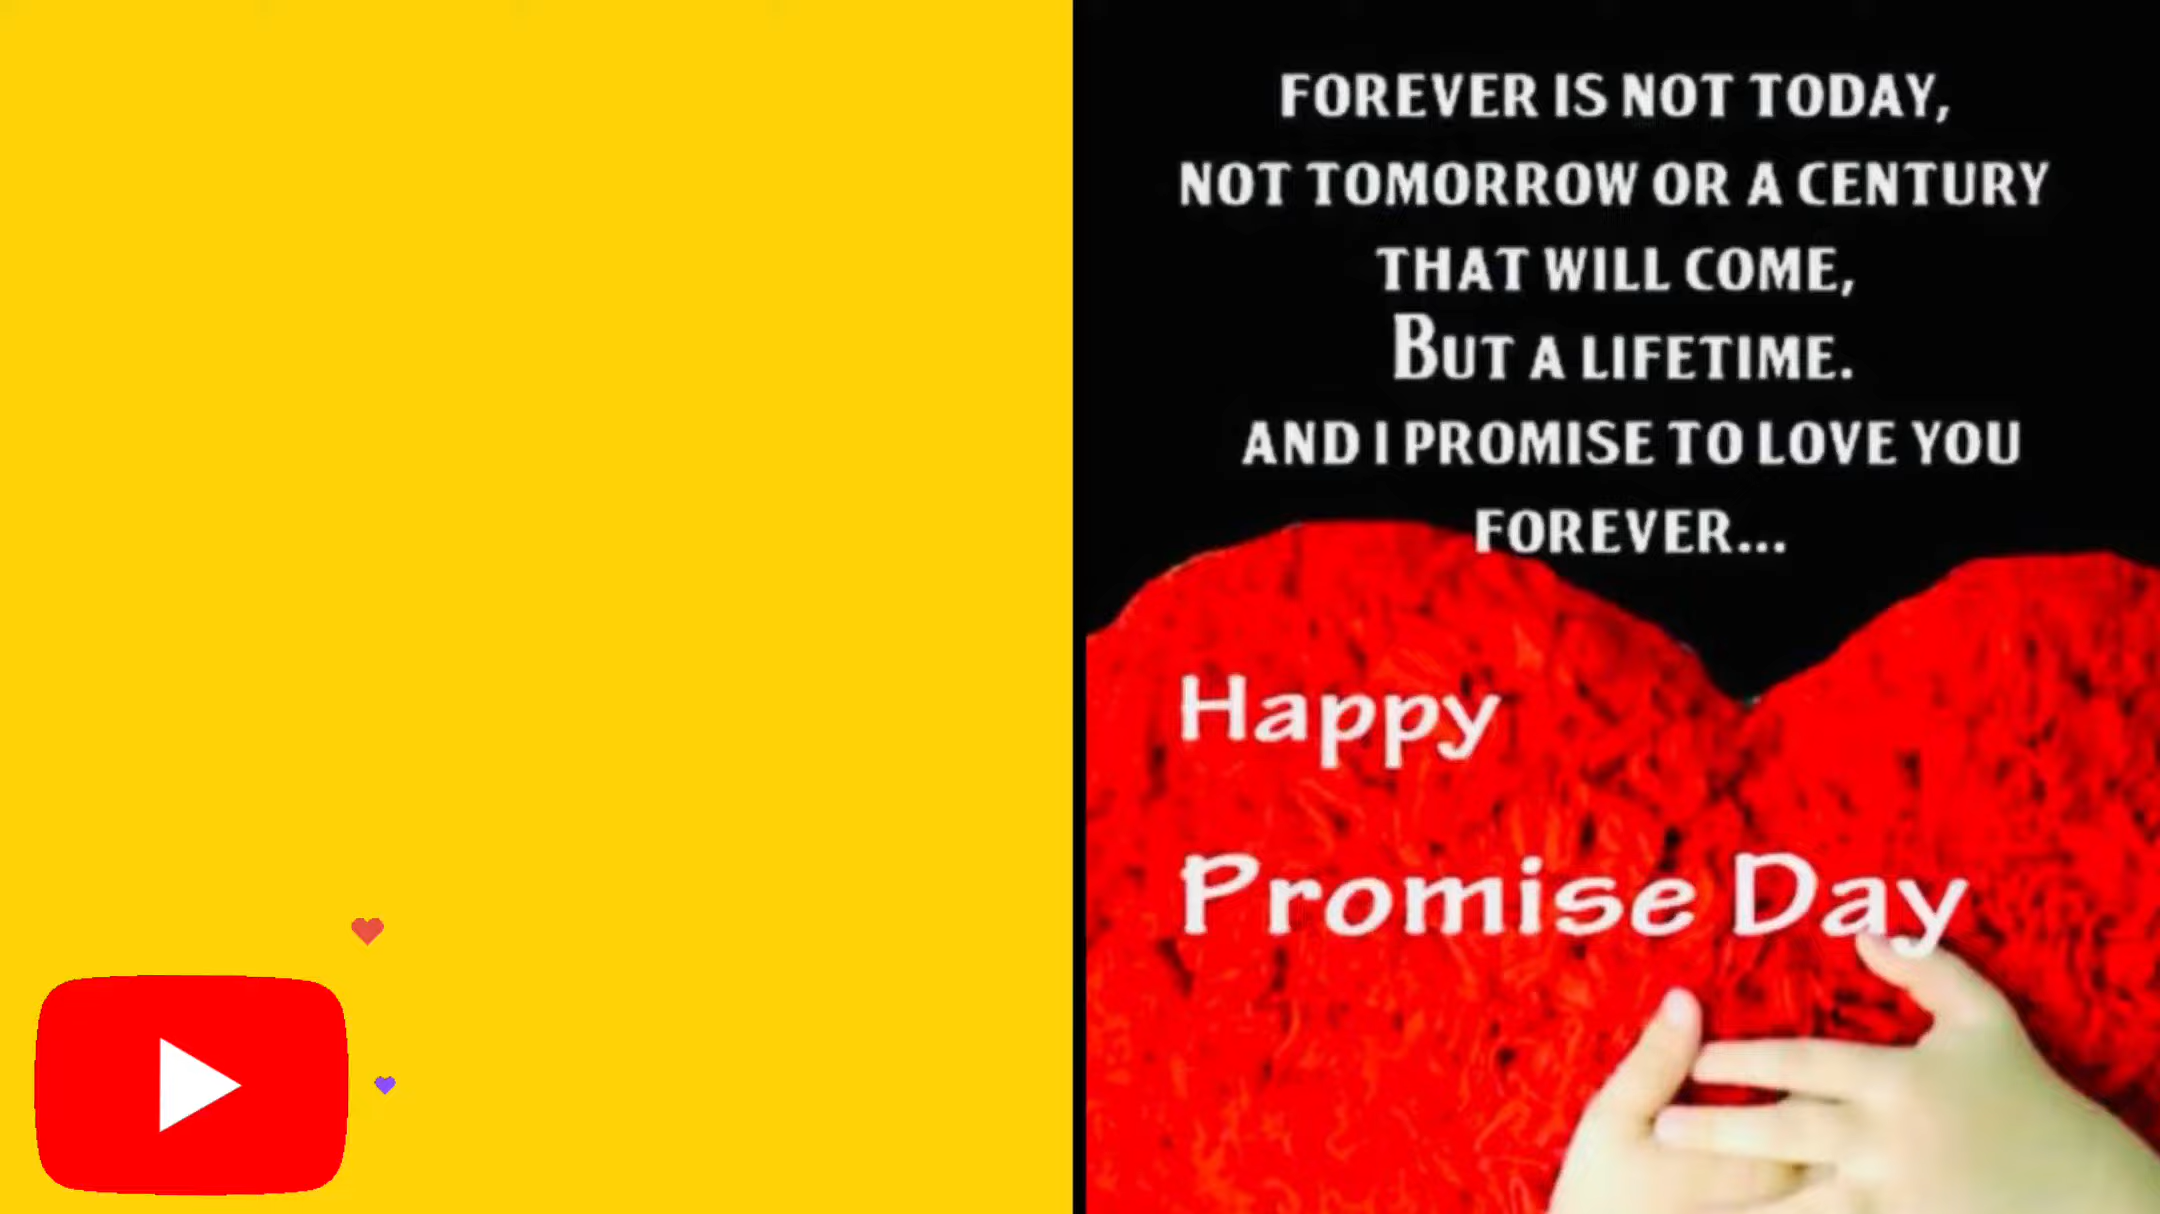 FOREVER IS NOT TODAY,
NOT TOMORROW OR A CENTURY
THAT WILL COME,
BUT A LIFETIME.
AND I PROMISE TO LOVE YOU
FOREVER...
Happy
Promise Day